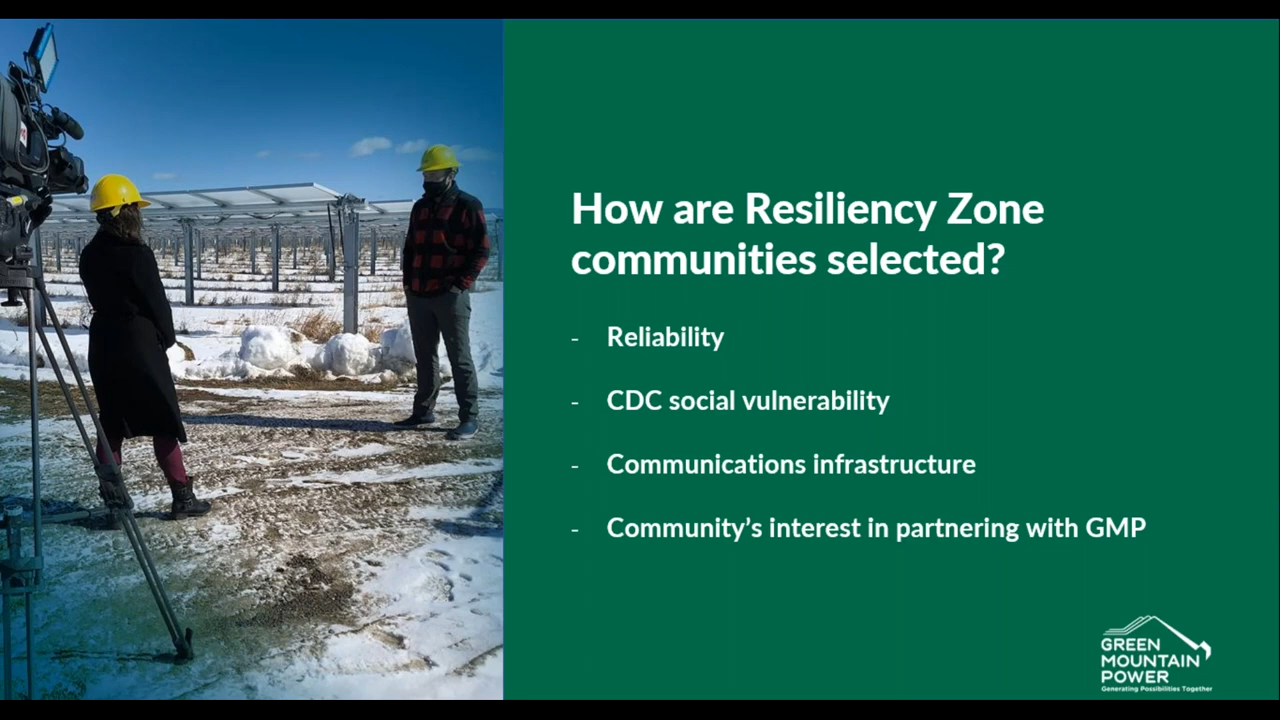 How are Resiliency Zone
communities selected?
- Reliability
- CDC social vulnerability
- Communications infrastructure
- Community’s interest in partnering with GMP
GREEN
MOUNTAIN
POWER
Generating Possibilities Together